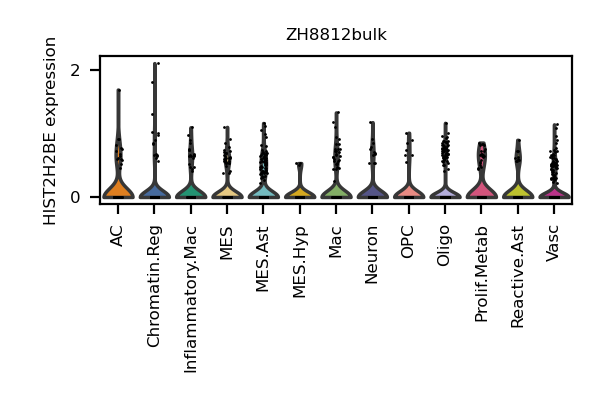 ZH8812bulk
HIST2H2BE expression
2
0
AC
Chromatin.Reg
Inflammatory.Mac
MES
MES.Ast
MES.Hyp
Mac
Neuron
OPC
Oligo
Prolif.Metab
Reactive.Ast
Vasc